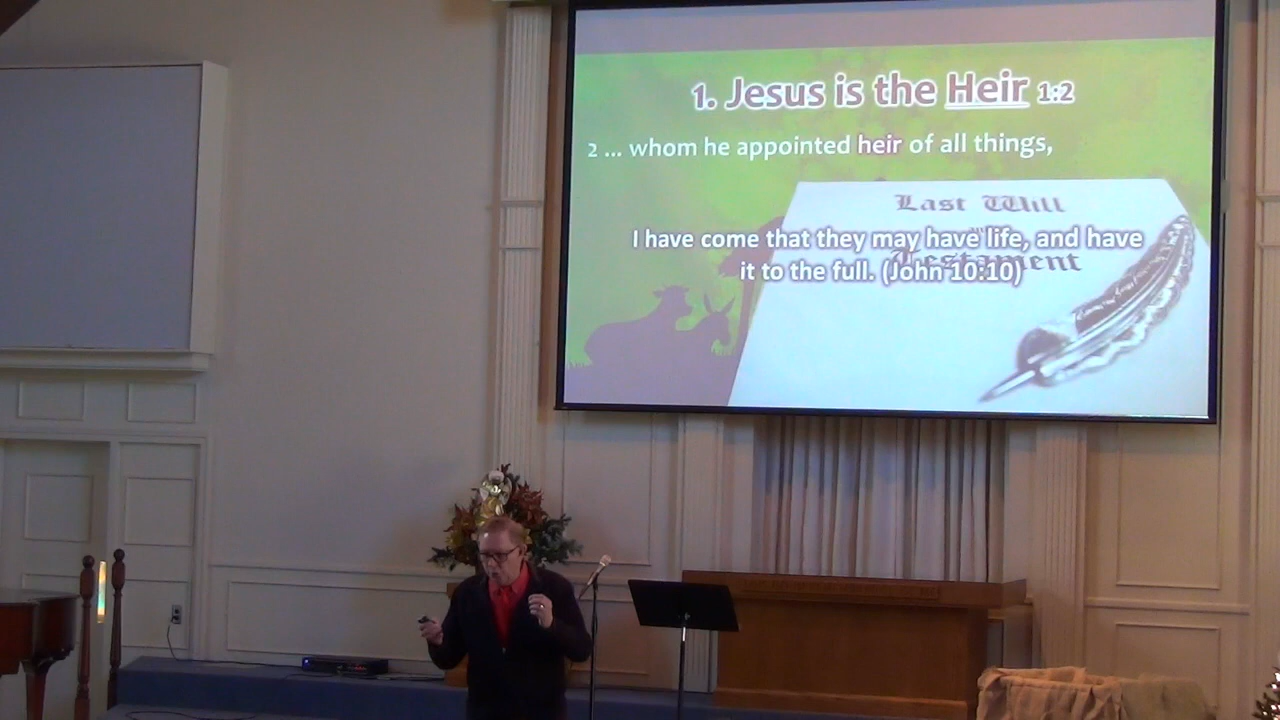 1. Jesus is the Heir 1:2
2 ... whom he appointed heir of all things,
Last Will
I have come that they may have life, and have
Testament
it to the full. (John 10:10)